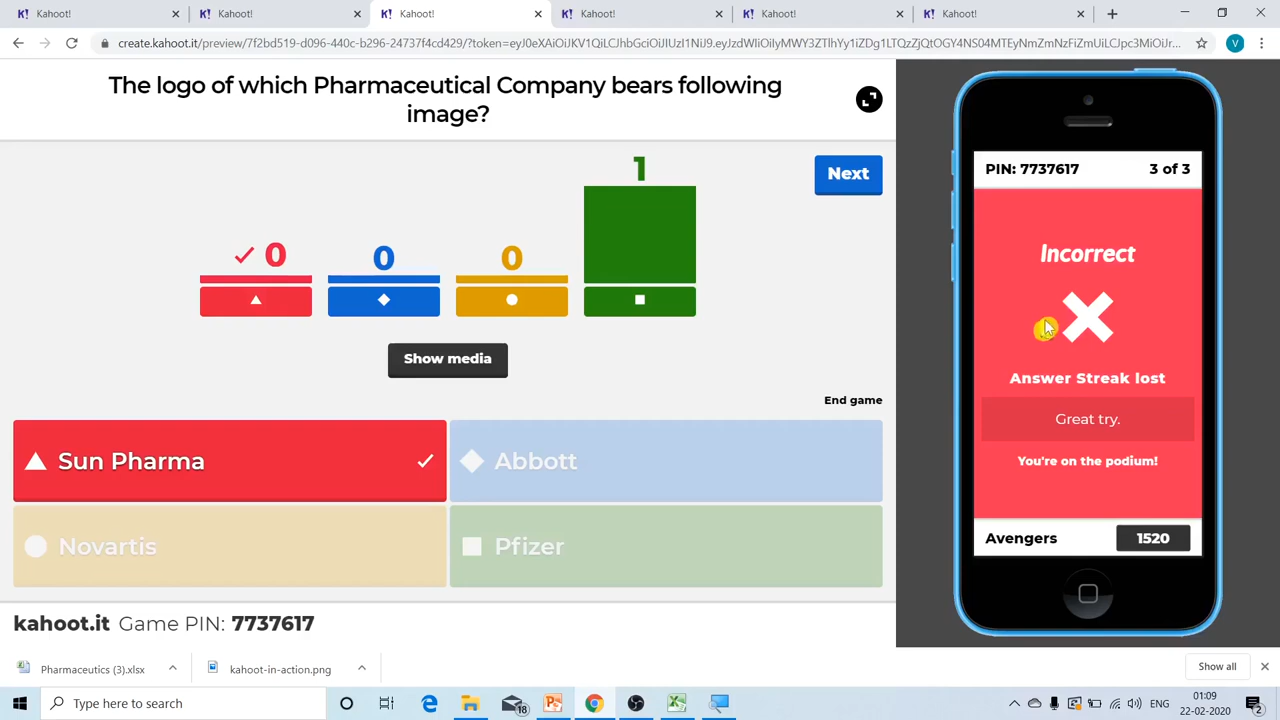 Kahoot!
Kahoot!
Kahoot!
Kahoot!
Kahoot!
Kahoot!
create.kahoot.it/preview/7f2bd519-d096-440c-b296-24737f4cd429/?token=eyJ0eXAiOiJKV1QiLCJhbGciOiJIUzI1NiJ9.eyJzdWIiOiIyMWY3ZTlhYy1iZDg1LTQzZjQtOGY4NS04MTEyNmZmNzFiZmUiLCJpc3MiOiJr...
V
The logo of which Pharmaceutical Company bears following
image?
Next
0
0
0
1
Show media
End game
Sun Pharma
Abbott
Novartis
Pfizer
kahoot.it Game PIN: 7737617
PIN: 7737617 3 of 3
Incorrect
Answer Streak lost
Great try.
You're on the podium!
Avengers 1520
Pharmaceutics (3).xlsx
kahoot-in-action.png
Show all
Type here to search
18
01:09
ENG
22-02-2020
2